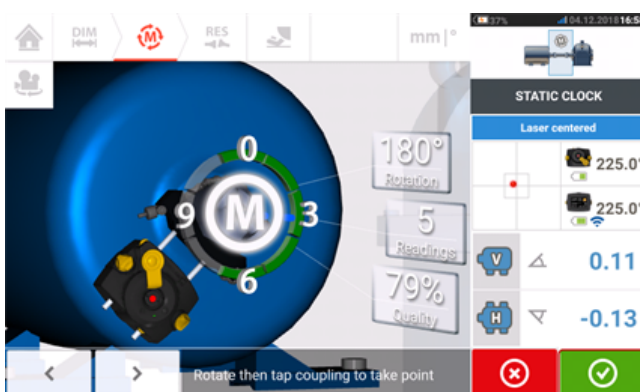 DIM
M
RES
mm|°
37%
04.12.2018 16:5
M
STATIC CLOCK
Laser centered
225.0°
225.0°
V
0.11
H
-0.13
0
3
6
9
M
180°
Rotation
5
Readings
79%
Quality
Rotate then tap coupling to take point